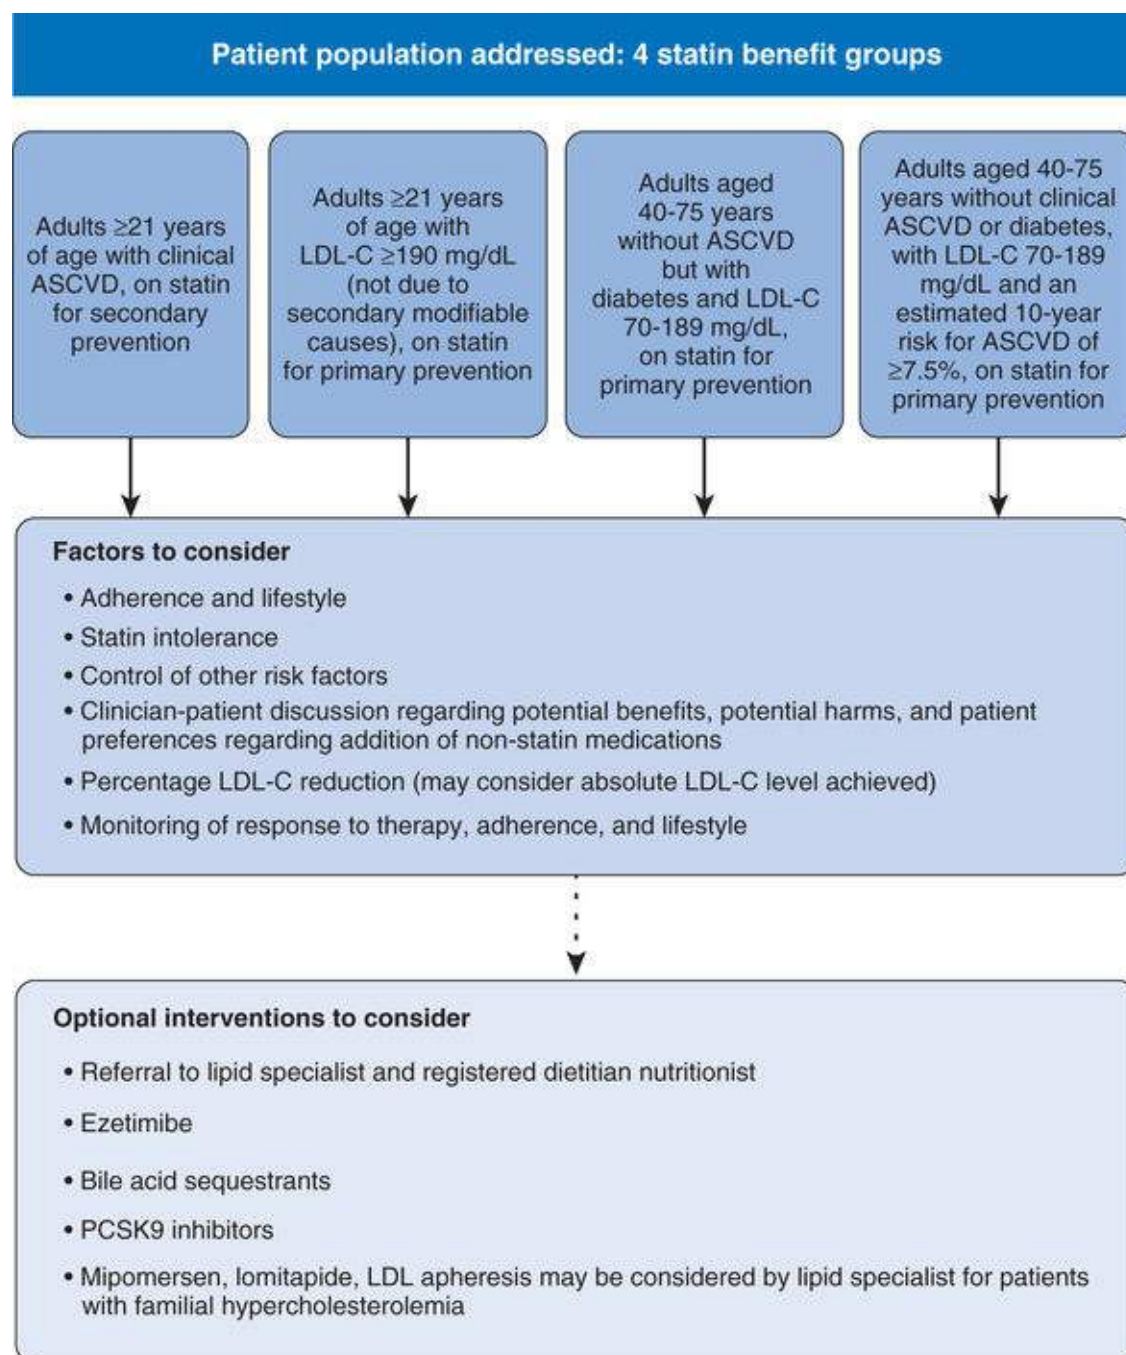 Patient population addressed: 4 statin benefit groups
Adults ≥21 years
of age with clinical
ASCVD, on statin
for secondary
prevention
Adults ≥21 years
of age with
LDL-C ≥190 mg/dL
(not due to
secondary modifiable
causes), on statin
for primary prevention
Adults aged
40-75 years
without ASCVD
but with
diabetes and LDL-C
70-189 mg/dL,
on statin for
primary prevention
Adults aged 40-75
years without clinical
ASCVD or diabetes,
with LDL-C 70-189
mg/dL and an
estimated 10-year
risk for ASCVD of
≥7.5%, on statin for
primary prevention
Factors to consider
• Adherence and lifestyle
• Statin intolerance
• Control of other risk factors
• Clinician-patient discussion regarding potential benefits, potential harms, and patient
preferences regarding addition of non-statin medications
• Percentage LDL-C reduction (may consider absolute LDL-C level achieved)
• Monitoring of response to therapy, adherence, and lifestyle
Optional interventions to consider
• Referral to lipid specialist and registered dietitian nutritionist
• Ezetimibe
• Bile acid sequestrants
• PCSK9 inhibitors
• Mipomersen, lomitapide, LDL apheresis may be considered by lipid specialist for patients
with familial hypercholesterolemia